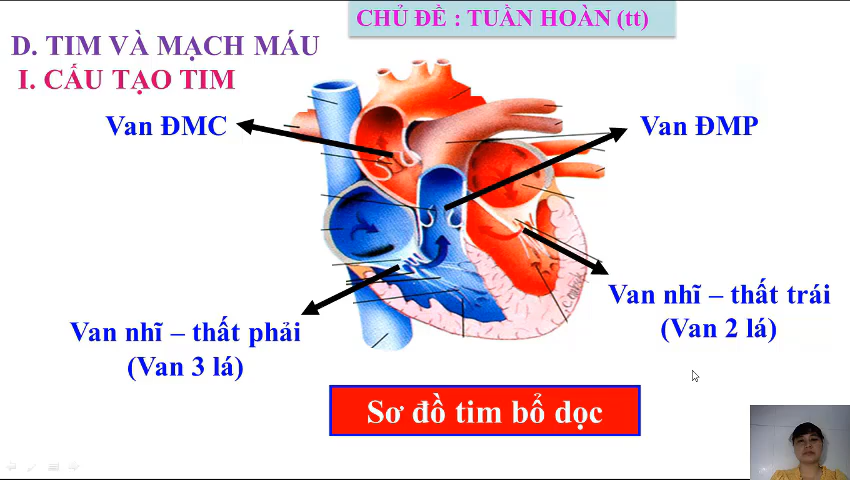 CHỦ ĐỀ : TUẦN HOÀN (tt)
D. TIM VÀ MẠCH MÁU
I. CẤU TẠO TIM
Van ĐMC
Van ĐMP
Van nhĩ – thất trái
(Van 2 lá)
Van nhĩ – thất phải
(Van 3 lá)
Sơ đồ tim bổ dọc